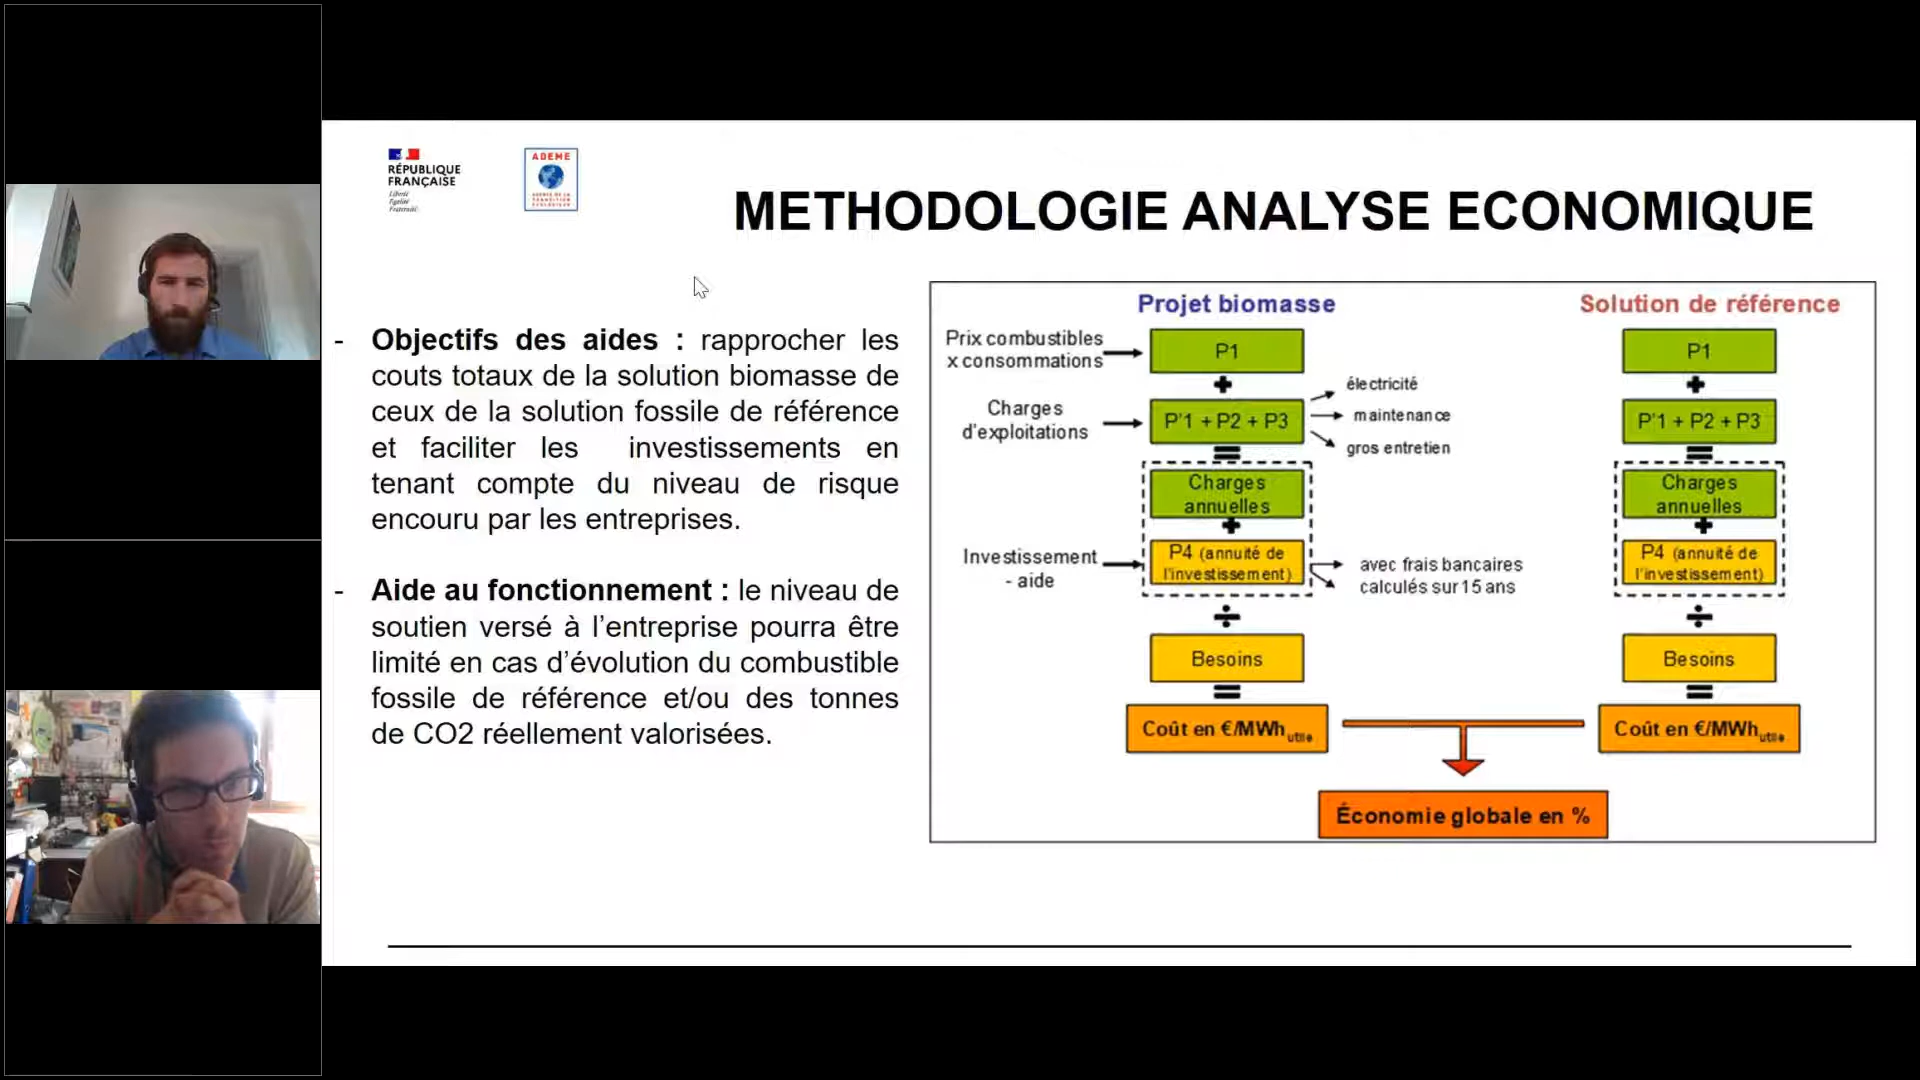 RÉPUBLIQUE
FRANÇAISE
Liberté
Égalité
Fraternité
ADEME
AGENCE DE LA
TRANSITION
ÉCOLOGIQUE
METHODOLOGIE ANALYSE ECONOMIQUE
- Objectifs des aides : rapprocher les
couts totaux de la solution biomasse de
ceux de la solution fossile de référence
et faciliter les investissements en
tenant compte du niveau de risque
encouru par les entreprises.
- Aide au fonctionnement : le niveau de
soutien versé à l’entreprise pourra être
limité en cas d’évolution du combustible
fossile de référence et/ou des tonnes
de CO2 réellement valorisées.
Projet biomasse
Solution de référence
Prix combustibles
x consommations
P1
P1
+
+
Charges
d'exploitations
P'1 + P2 + P3
électricité
maintenance
gros entretien
P'1 + P2 + P3
=
=
Charges
annuelles
Charges
annuelles
+
+
Investissement
- aide
P4 (annuité de
l'investissement)
avec frais bancaires
calculés sur 15 ans
P4 (annuité de
l'investissement)
÷
÷
Besoins
Besoins
=
=
Coût en €/MWh utile
Coût en €/MWh utile
Économie globale en %